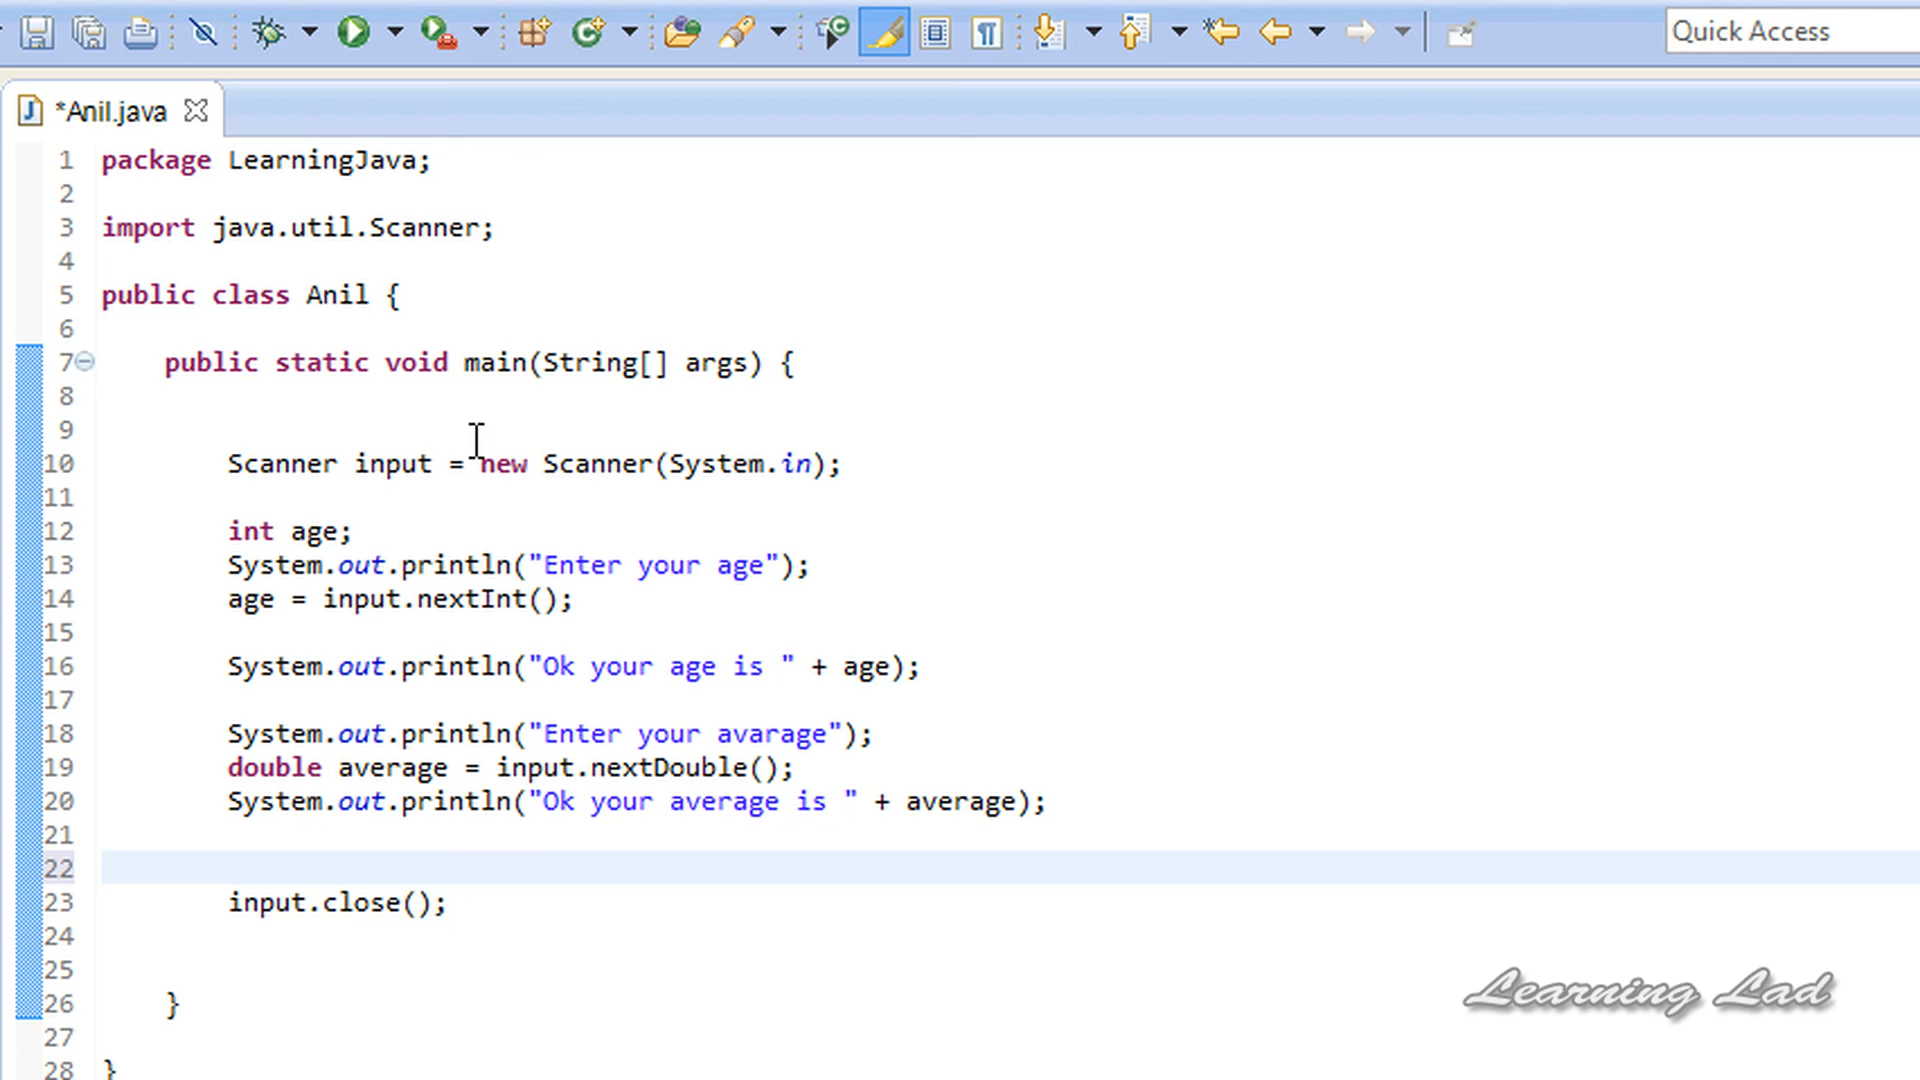 Quick Access
*Anil.java
1 package LearningJava;
2
3 import java.util.Scanner;
4
5 public class Anil {
6
7 public static void main(String[] args) {
8
9
10 Scanner input = new Scanner(System.in);
11
12 int age;
13 System.out.println("Enter your age");
14 age = input.nextInt();
15
16 System.out.println("Ok your age is " + age);
17
18 System.out.println("Enter your avarage");
19 double average = input.nextDouble();
20 System.out.println("Ok your average is " + average);
21
22
23 input.close();
24
25
26 }
27
28 }
Learning Lad